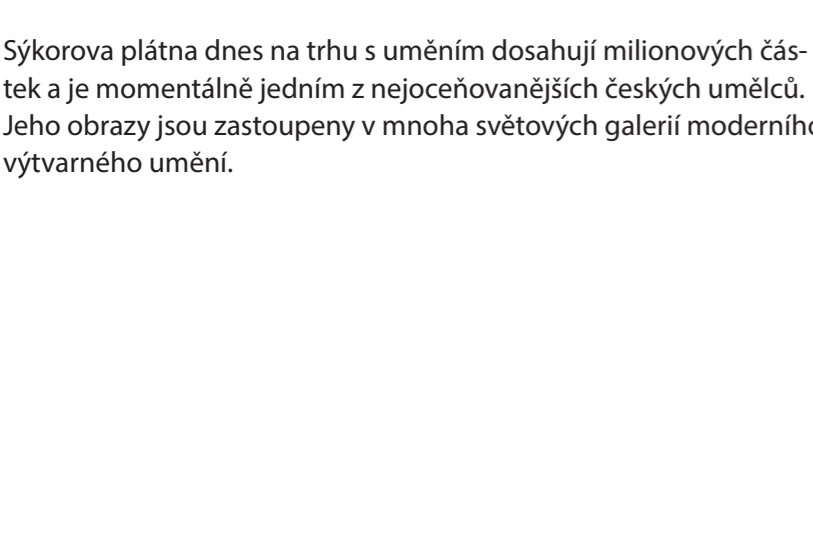 Sýkorova plátna dnes na trhu s uměním dosahují milionových čás-
tek a je momentálně jedním z nejoceňovanějších českých umělců.
Jeho obrazy jsou zastoupeny v mnoha světových galerií moderního
výtvarného umění.